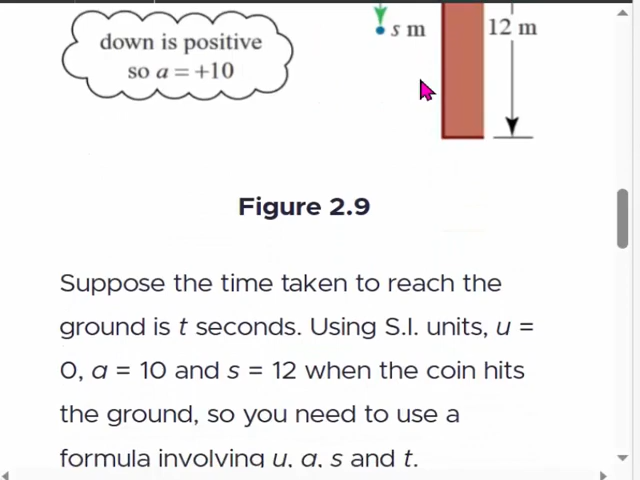 down is positive
so a = +10
s m
12 m
Figure 2.9
Suppose the time taken to reach the
ground is t seconds. Using S.I. units, u =
0, a = 10 and s = 12 when the coin hits
the ground, so you need to use a
formula involving u, a, s and t.